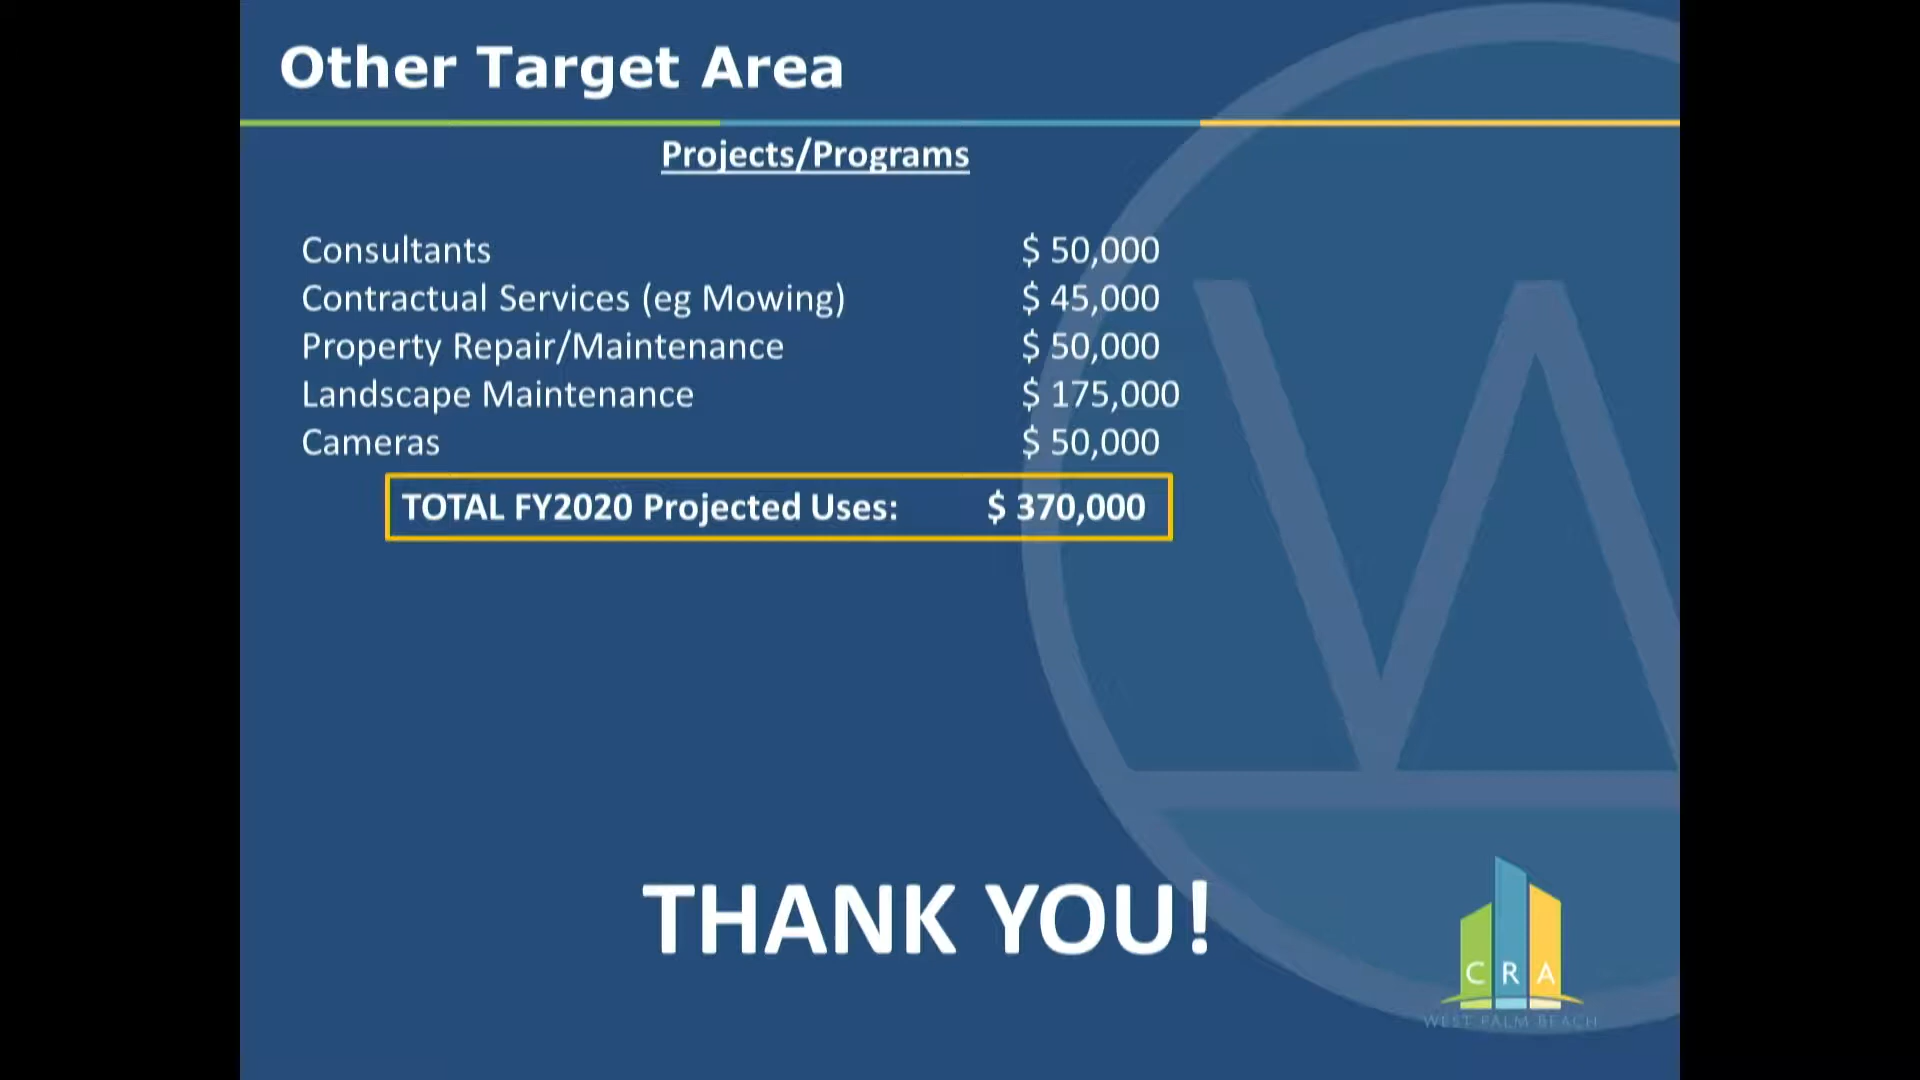 Other Target Area
Projects/Programs
Consultants $ 50,000
Contractual Services (eg Mowing) $ 45,000
Property Repair/Maintenance $ 50,000
Landscape Maintenance $ 175,000
Cameras $ 50,000
TOTAL FY2020 Projected Uses: $ 370,000
THANK YOU!
C R A
WEST PALM BEACH